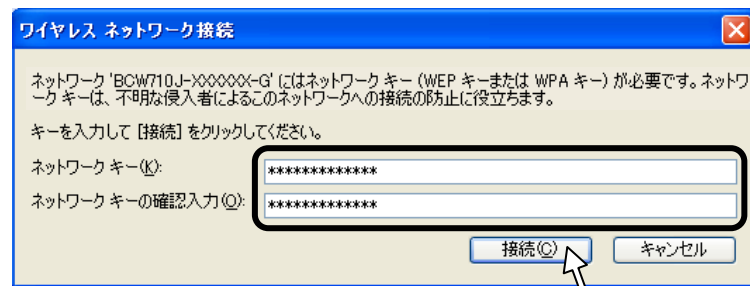 ワイヤレス ネットワーク接続
ネットワーク 'BCW710J-XXXXXX-G' にはネットワーク キー (WEP キーまたは WPA キー) が必要です。ネットワ
ーク キーは、不明な侵入者によるこのネットワークへの接続の防止に役立ちます。
キーを入力して [接続] をクリックしてください。
ネットワーク キー(K): *************
ネットワーク キーの確認入力(O): *************
接続(C) キャンセル